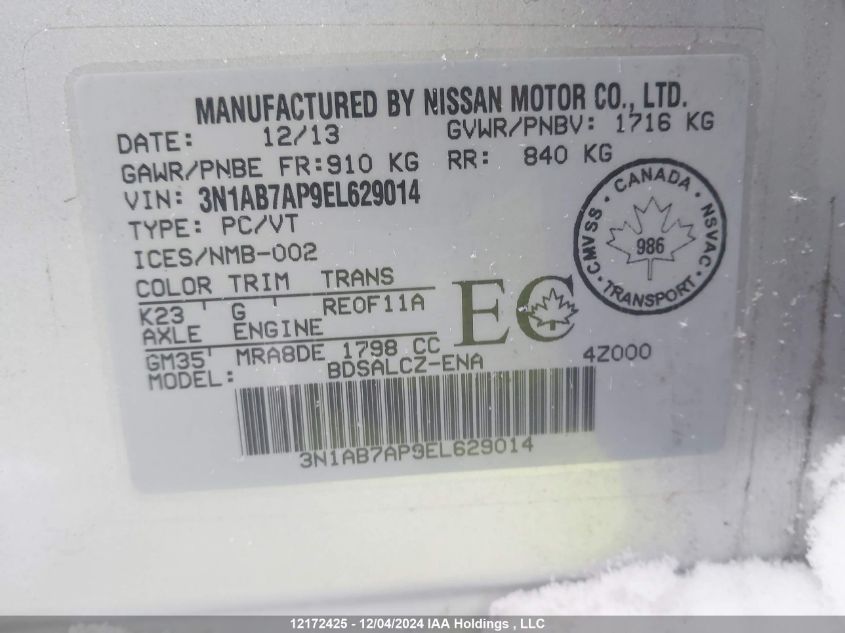 MANUFACTURED BY NISSAN MOTOR CO., LTD.
DATE: 12/13 GVWR/PNBV: 1716 KG
GAWR/PNBE FR:910 KG RR: 840 KG
VIN: 3N1AB7AP9EL629014
TYPE: PC/VT
ICES/NMB-002
COLOR TRIM TRANS
K23 G RE0F11A
AXLE ENGINE
GM35 MRA8DE 1798 CC
MODEL: BDSALCZ-ENA 4Z000
EC
CANADA
CMVSS NSVAC
986
TRANSPORT
3N1AB7AP9EL629014
12172425 - 12/04/2024 IAA Holdings , LLC